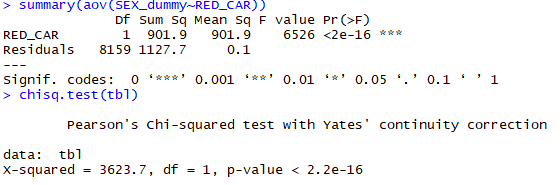 > summary(aov(SEX_dummy~RED_CAR))
Df Sum Sq Mean Sq F value Pr(>F)
RED_CAR 1 901.9 901.9 6526 <2e-16 ***
Residuals 8159 1127.7 0.1
---
Signif. codes: 0 ‘***’ 0.001 ‘**’ 0.01 ‘*’ 0.05 ‘.’ 0.1 ‘ ’ 1
> chisq.test(tbl)
Pearson's Chi-squared test with Yates' continuity correction
data: tbl
X-squared = 3623.7, df = 1, p-value < 2.2e-16